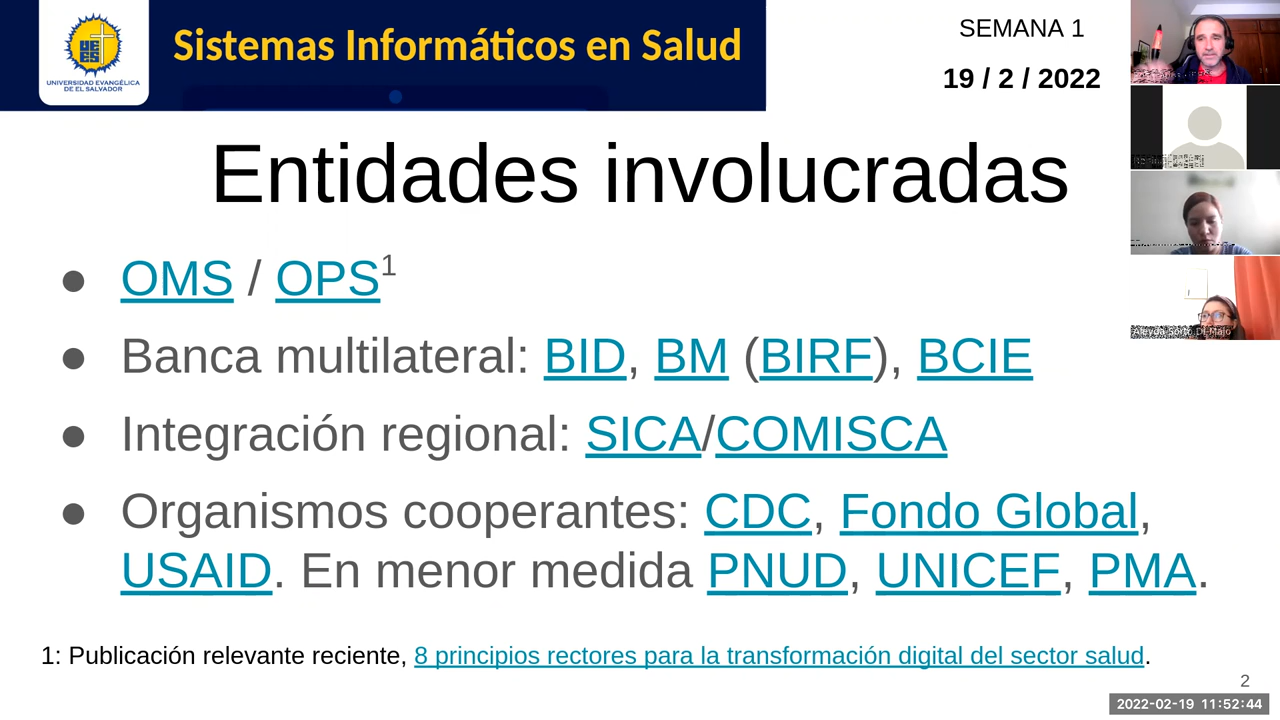 UNIVERSIDAD EVANGÉLICA
DE EL SALVADOR
Sistemas Informáticos en Salud
SEMANA 1
19 / 2 / 2022
Entidades involucradas
● OMS / OPS1
● Banca multilateral: BID, BM (BIRF), BCIE
● Integración regional: SICA/COMISCA
● Organismos cooperantes: CDC, Fondo Global,
USAID. En menor medida PNUD, UNICEF, PMA.
1: Publicación relevante reciente, 8 principios rectores para la transformación digital del sector salud.
2
2022-02-19 11:52:44